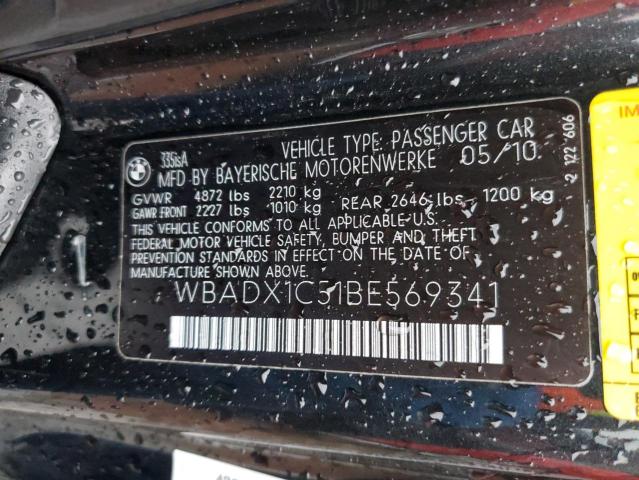 BMW
335isA
VEHICLE TYPE: PASSENGER CAR
MFD BY BAYERISCHE MOTORENWERKE 05/10
GVWR 4872 lbs 2210 kg
GAWR FRONT 2227 lbs 1010 kg REAR 2646 lbs 1200 kg
THIS VEHICLE CONFORMS TO ALL APPLICABLE U.S.
FEDERAL MOTOR VEHICLE SAFETY, BUMPER AND THEFT
PREVENTION STANDARDS IN EFFECT ON THE DATE OF
MANUFACTURE SHOWN ABOVE
WBADX1C51BE569341
2 122 606